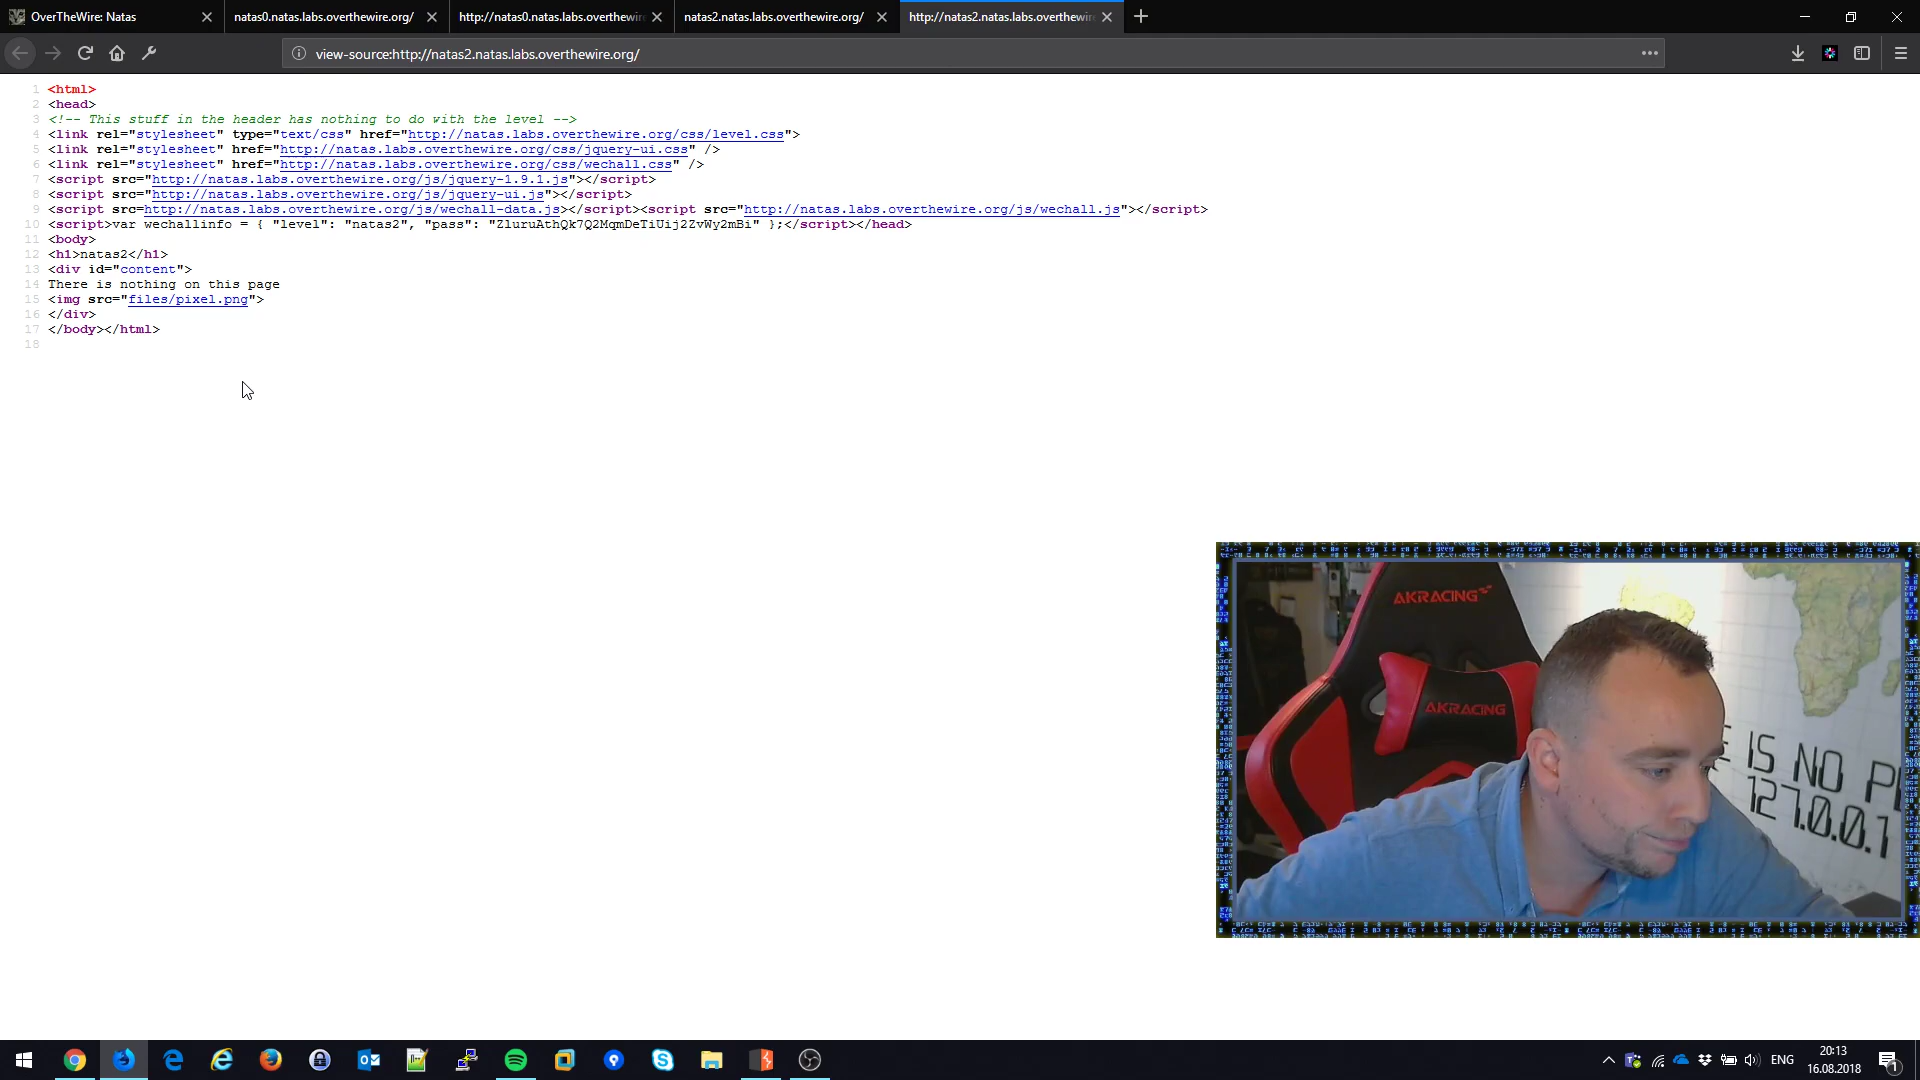 OverTheWire: Natas
natas0.natas.labs.overthewire.org/
http://natas0.natas.labs.overthewire
natas2.natas.labs.overthewire.org/
http://natas2.natas.labs.overthewire
view-source:http://natas2.natas.labs.overthewire.org/
1 <html>
2 <head>
3 <!-- This stuff in the header has nothing to do with the level -->
4 <link rel="stylesheet" type="text/css" href="http://natas.labs.overthewire.org/css/level.css">
5 <link rel="stylesheet" href="http://natas.labs.overthewire.org/css/jquery-ui.css" />
6 <link rel="stylesheet" href="http://natas.labs.overthewire.org/css/wechall.css" />
7 <script src="http://natas.labs.overthewire.org/js/jquery-1.9.1.js"></script>
8 <script src="http://natas.labs.overthewire.org/js/jquery-ui.js"></script>
9 <script src=http://natas.labs.overthewire.org/js/wechall-data.js></script><script src="http://natas.labs.overthewire.org/js/wechall.js"></script>
10 <script>var wechallinfo = { "level": "natas2", "pass": "ZluruAthQk7Q2MqmDeTiUij2ZvWy2mBi" };</script></head>
11 <body>
12 <h1>natas2</h1>
13 <div id="content">
14 There is nothing on this page
15 <img src="files/pixel.png">
16 </div>
17 </body></html>
18
AKRACING
AKRACING
IS NO
127.0.0.1
ENG
20:13
16.08.2018
1